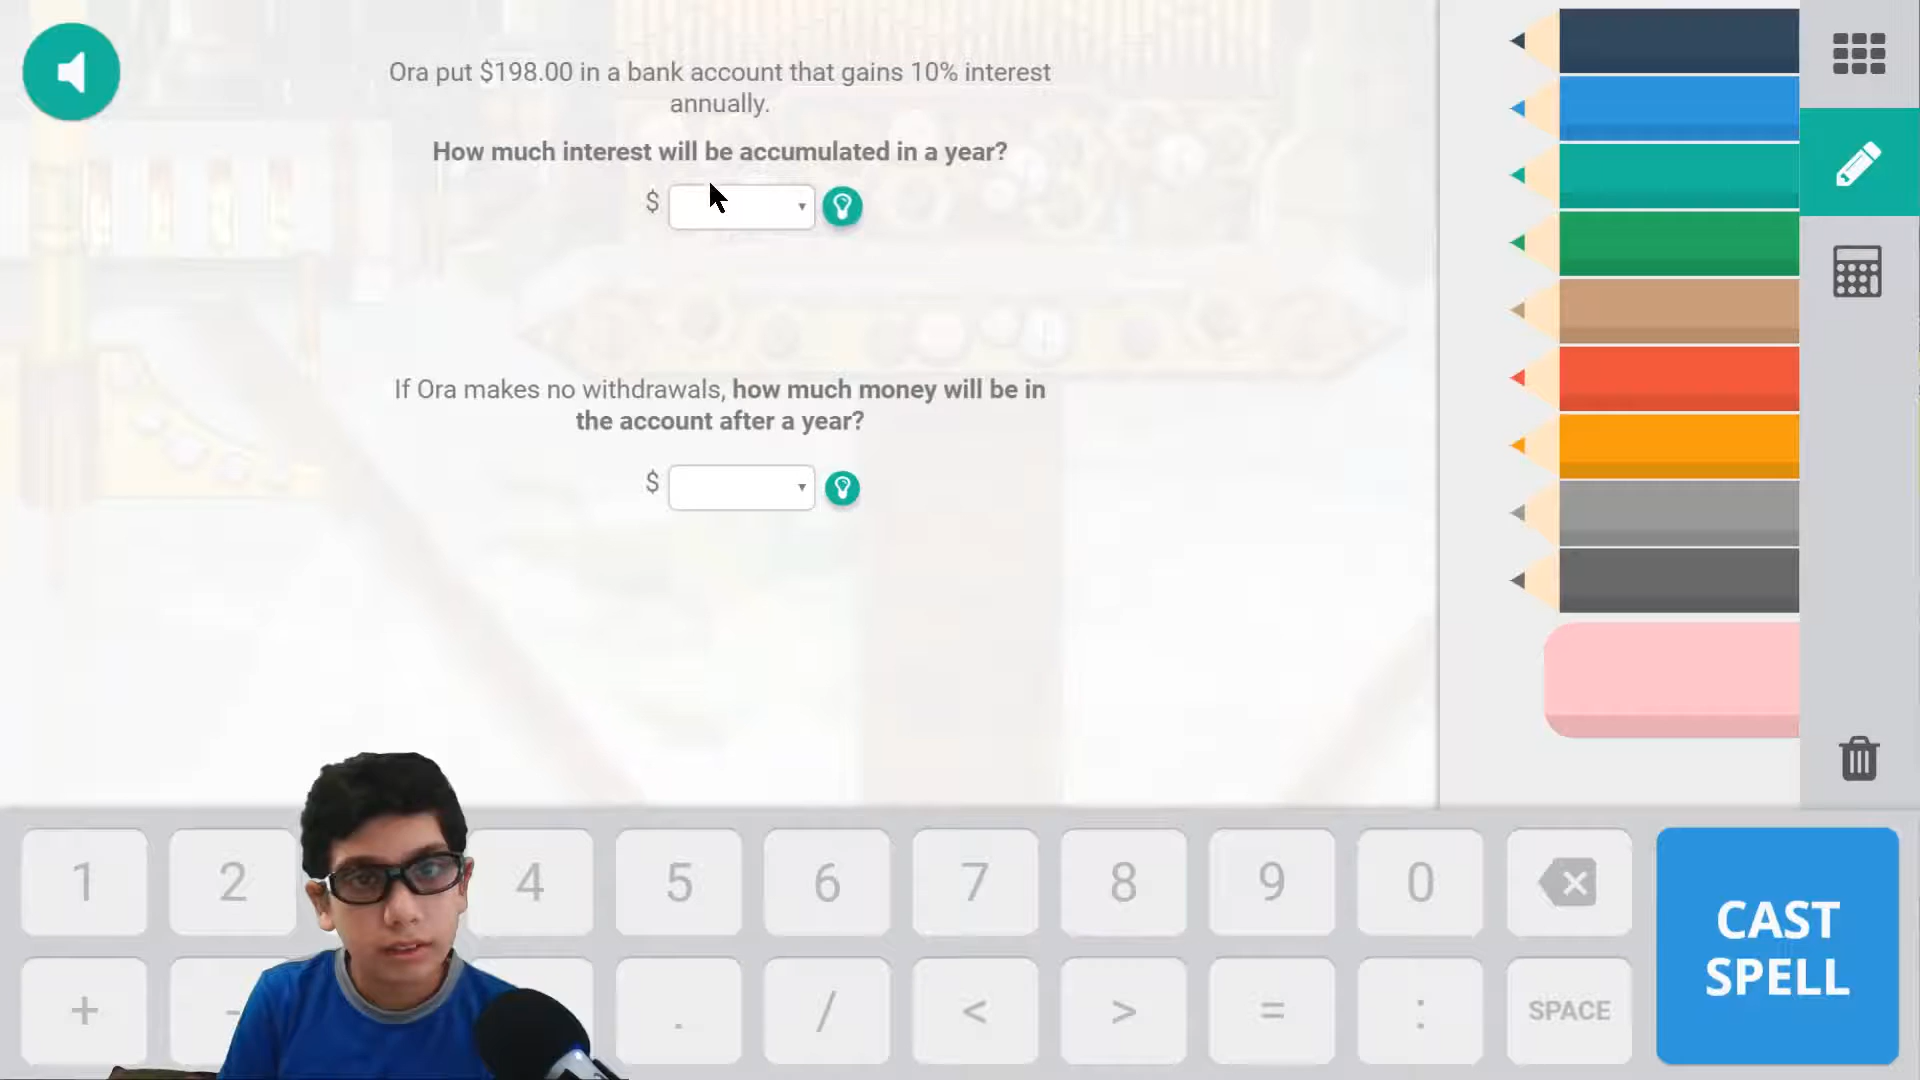 Ora put $198.00 in a bank account that gains 10% interest
annually.
How much interest will be accumulated in a year?
$
If Ora makes no withdrawals, how much money will be in
the account after a year?
$
1 2 4 5 6 7 8 9 0
+ - . / < > = : SPACE
CAST
SPELL